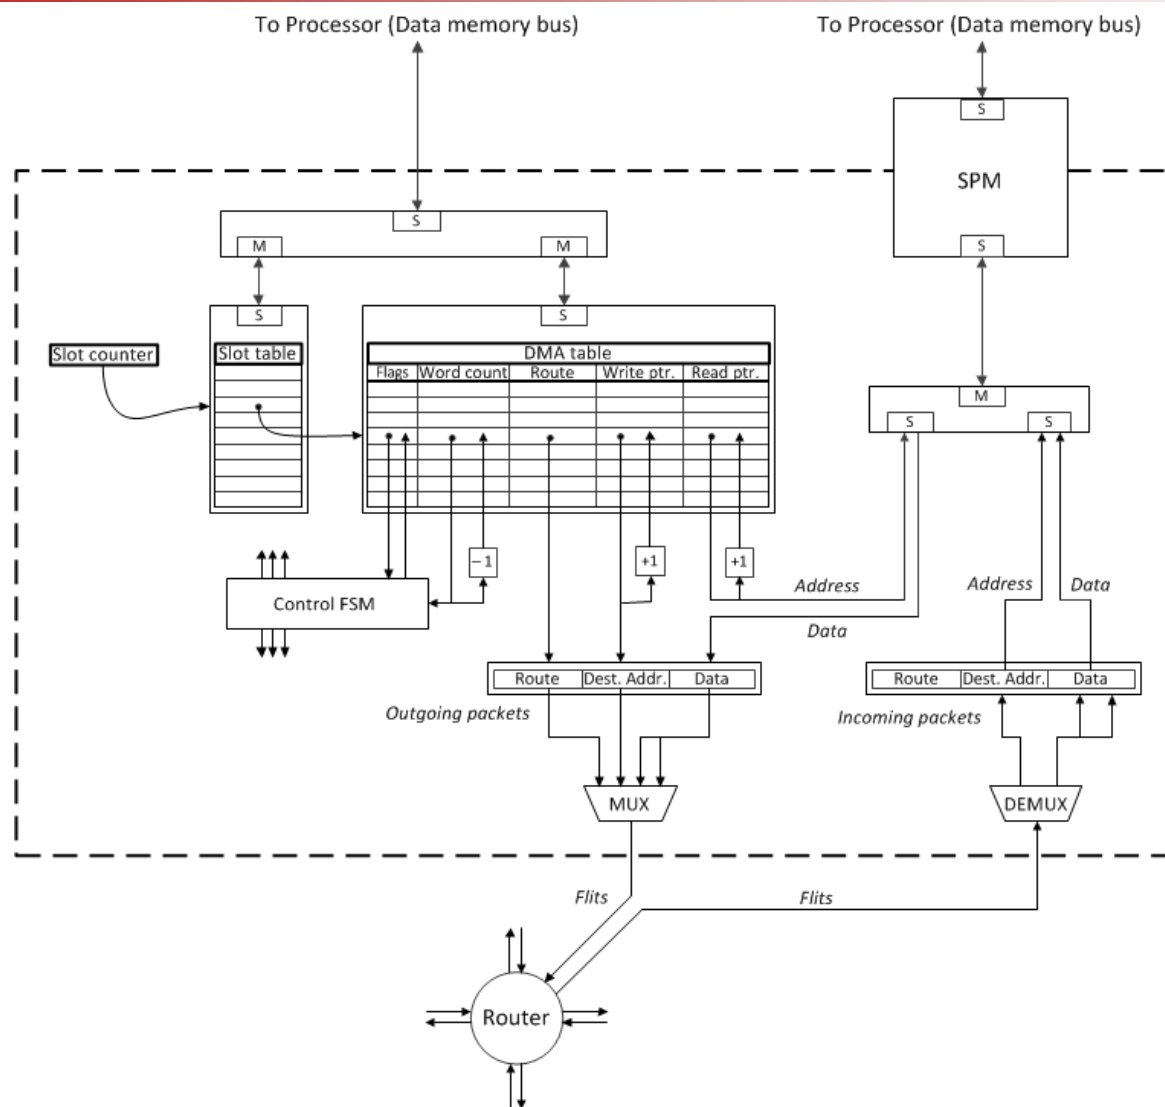 To Processor (Data memory bus)
To Processor (Data memory bus)
S
SPM
S
M
M
S
S
S
Slot counter
Slot table
DMA table
Flags
Word count
Route
Write ptr.
Read ptr.
M
S
S
− 1
+1
+1
Control FSM
Address
Data
Address
Data
Route
Dest. Addr.
Data
Outgoing packets
Route
Dest. Addr.
Data
Incoming packets
MUX
DEMUX
Flits
Flits
Router